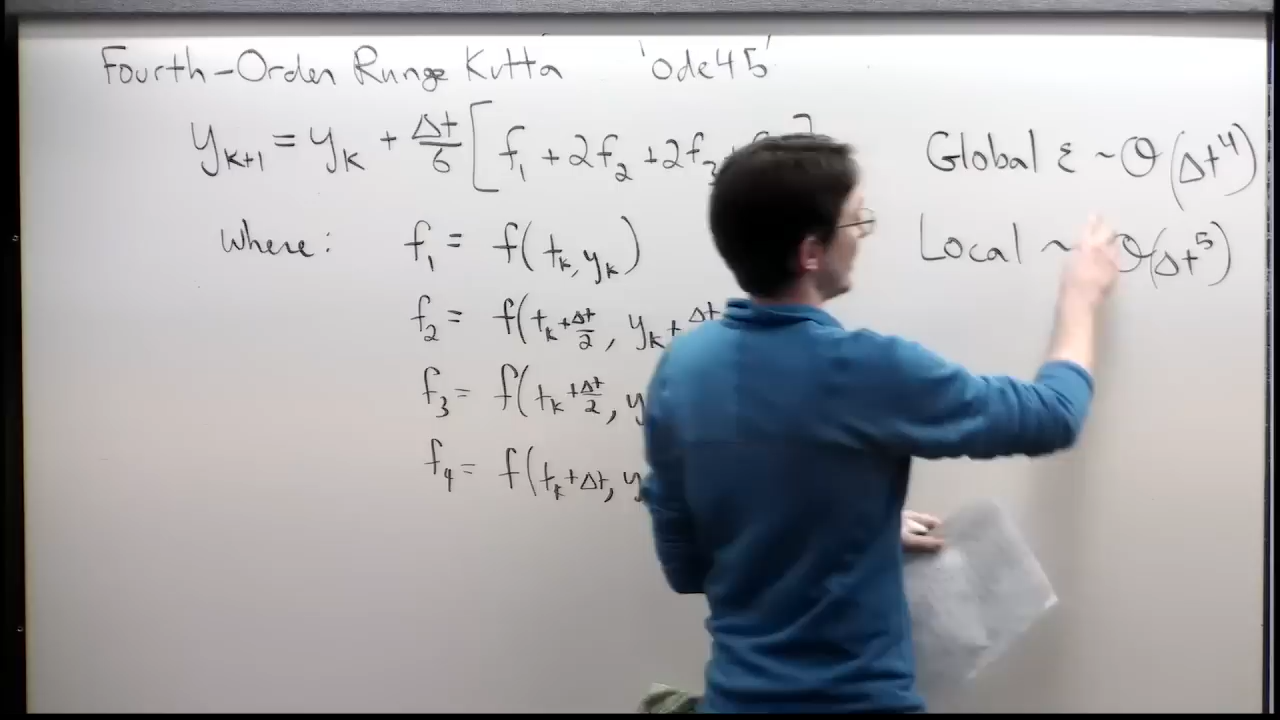 Fourth-Order Runge Kutta 'ode45'
y_{k+1} = y_k + Δt/6 [ f_1 + 2f_2 + 2f_3 ]
Global ε ~ O(Δt^4)
Local ~ O(Δt^5)
Where: f_1 = f(t_k, y_k)
f_2 = f(t_k + Δt/2, y_k + Δt
f_3 = f(t_k + Δt/2, y
f_4 = f(t_k + Δt, y